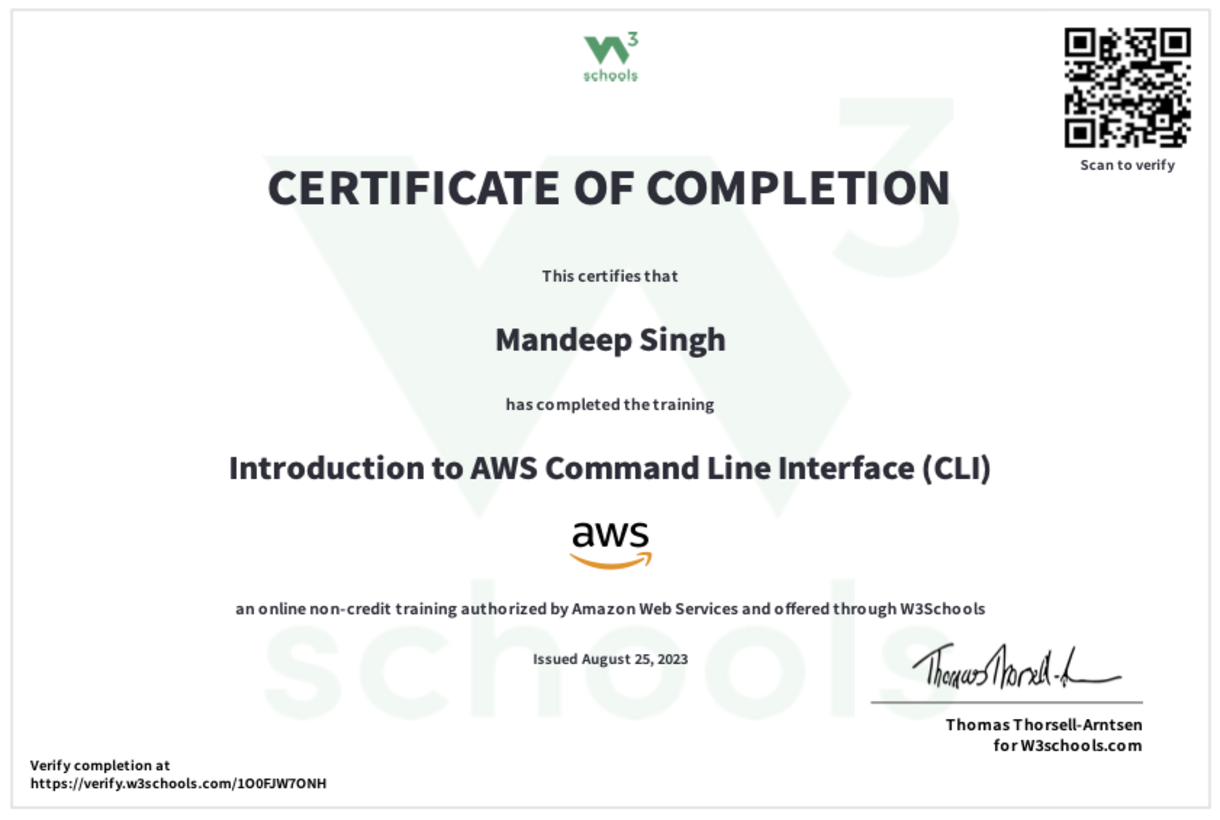 W3
schools
Scan to verify
CERTIFICATE OF COMPLETION
This certifies that
Mandeep Singh
has completed the training
Introduction to AWS Command Line Interface (CLI)
aws
an online non-credit training authorized by Amazon Web Services and offered through W3Schools
Issued August 25, 2023
Thomas Thorsell-A
Thomas Thorsell-Arntsen
for W3schools.com
Verify completion at
https://verify.w3schools.com/1O0FJW7ONH
W3
schools